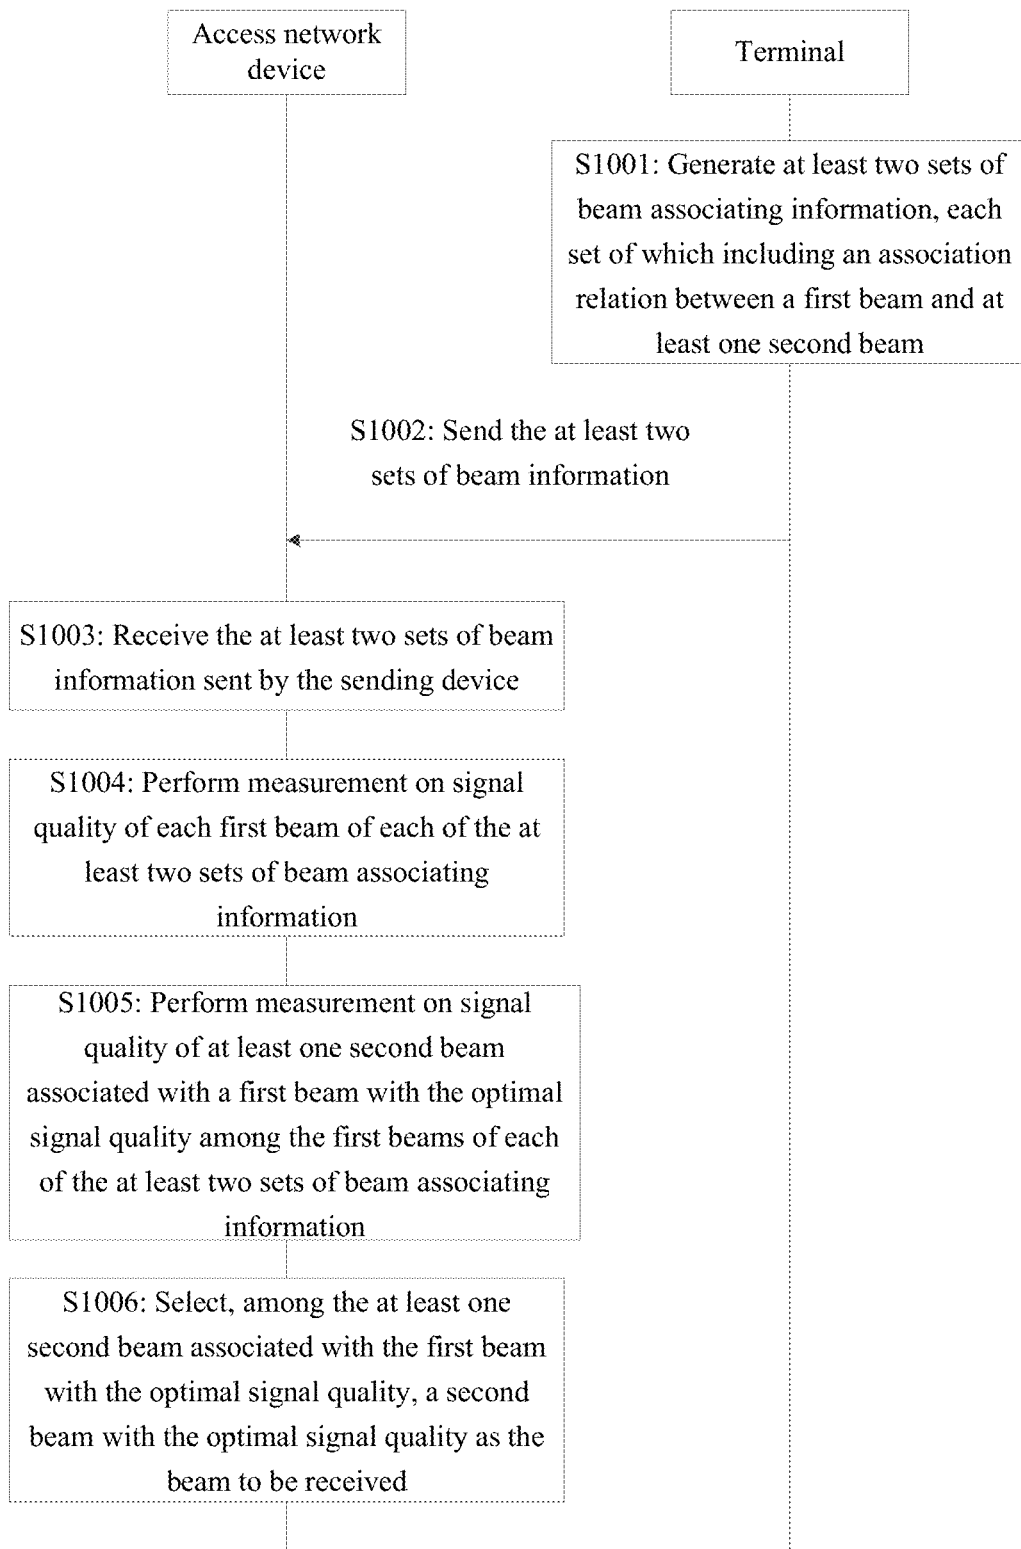 Access network
device
Terminal
S1001: Generate at least two sets of
beam associating information, each
set of which including an association
relation between a first beam and at
least one second beam
S1002: Send the at least two
sets of beam information
S1003: Receive the at least two sets of beam
information sent by the sending device
S1004: Perform measurement on signal
quality of each first beam of each of the at
least two sets of beam associating
information
S1005: Perform measurement on signal
quality of at least one second beam
associated with a first beam with the optimal
signal quality among the first beams of each
of the at least two sets of beam associating
information
S1006: Select, among the at least one
second beam associated with the first beam
with the optimal signal quality, a second
beam with the optimal signal quality as the
beam to be received